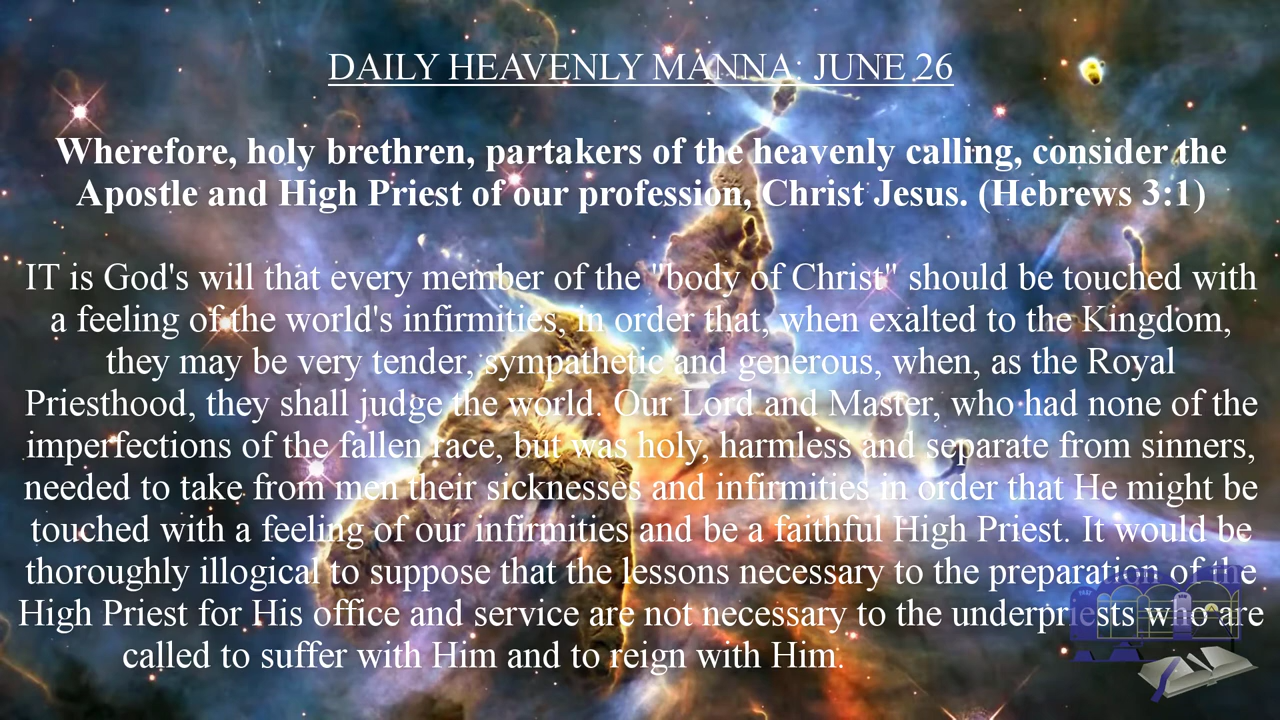 DAILY HEAVENLY MANNA: JUNE 26
Wherefore, holy brethren, partakers of the heavenly calling, consider the
Apostle and High Priest of our profession, Christ Jesus. (Hebrews 3:1)
IT is God's will that every member of the "body of Christ" should be touched with
a feeling of the world's infirmities, in order that, when exalted to the Kingdom,
they may be very tender, sympathetic and generous, when, as the Royal
Priesthood, they shall judge the world. Our Lord and Master, who had none of the
imperfections of the fallen race, but was holy, harmless and separate from sinners,
needed to take from men their sicknesses and infirmities in order that He might be
touched with a feeling of our infirmities and be a faithful High Priest. It would be
thoroughly illogical to suppose that the lessons necessary to the preparation of the
High Priest for His office and service are not necessary to the underpriests who are
called to suffer with Him and to reign with Him.